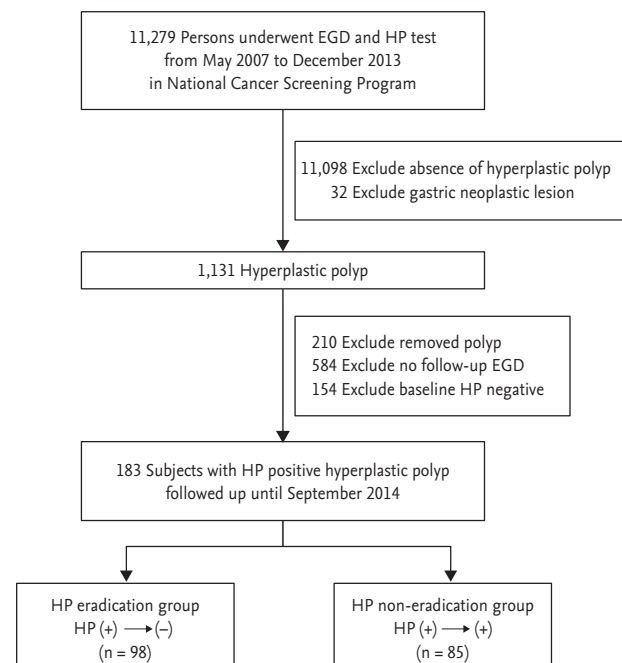 11,279 Persons underwent EGD and HP test
from May 2007 to December 2013
in National Cancer Screening Program
11,098 Exclude absence of hyperplastic polyp
32 Exclude gastric neoplastic lesion
1,131 Hyperplastic polyp
210 Exclude removed polyp
584 Exclude no follow-up EGD
154 Exclude baseline HP negative
183 Subjects with HP positive hyperplastic polyp
followed up until September 2014
HP eradication group
HP (+) → (–)
(n = 98)
HP non-eradication group
HP (+) → (+)
(n = 85)